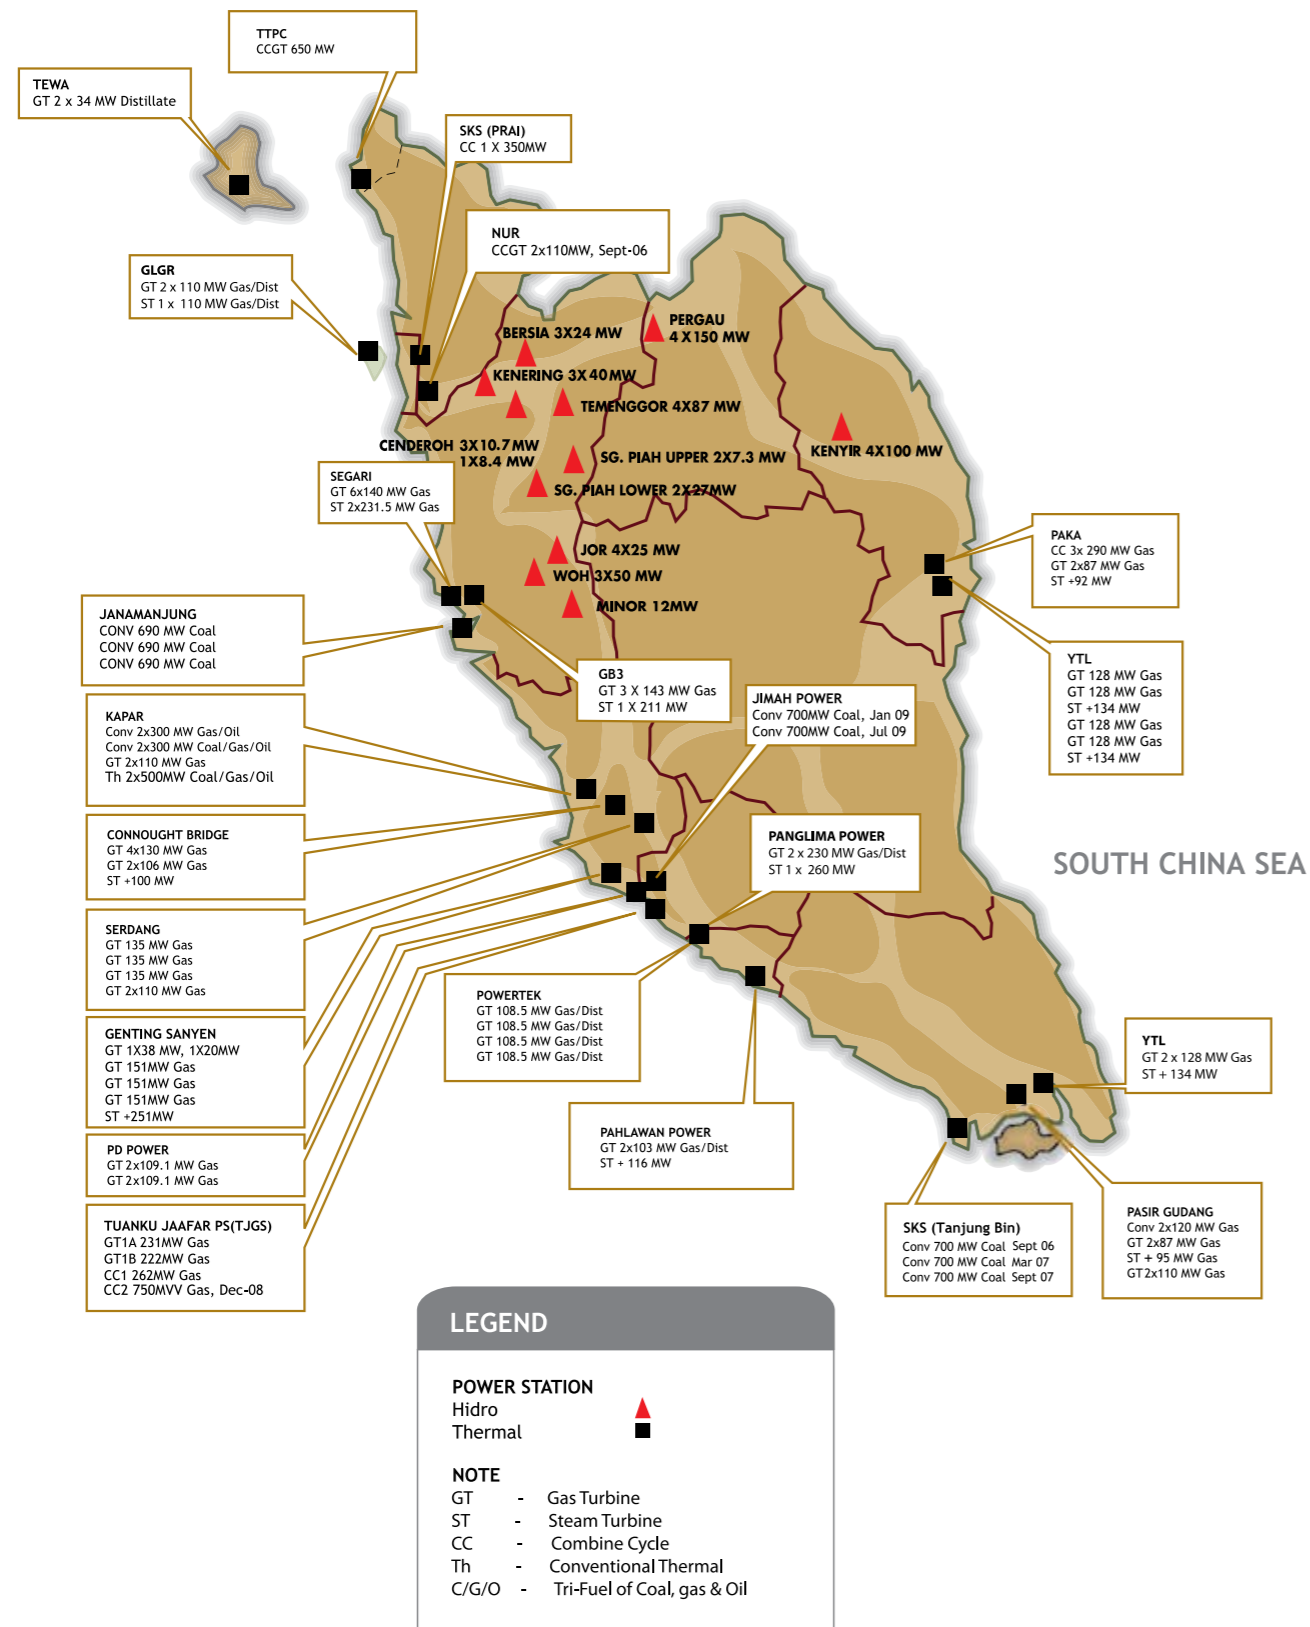 TTPC
CCGT 650 MW
TEWA
GT 2 x 34 MW Distillate
SKS (PRAI)
CC 1 X 350MW
NUR
CCGT 2x110MW, Sept-06
GLGR
GT 2 x 110 MW Gas/Dist
ST 1 x 110 MW Gas/Dist
BERSIA 3X24 MW
PERGAU
4 X150 MW
KENERING 3X 40 MW
TEMENGGOR 4X87 MW
CENDEROH 3X10.7 MW
1X8.4 MW
SG. PIAH UPPER 2X7.3 MW
KENYIR 4X100 MW
SG. PIAH LOWER 2X27MW
SEGARI
GT 6x140 MW Gas
ST 2x231.5 MW Gas
JOR 4X25 MW
WOH 3X50 MW
MINOR 12MW
PAKA
CC 3x 290 MW Gas
GT 2x87 MW Gas
ST +92 MW
JANAMANJUNG
CONV 690 MW Coal
CONV 690 MW Coal
CONV 690 MW Coal
YTL
GT 128 MW Gas
GT 128 MW Gas
ST +134 MW
GT 128 MW Gas
GT 128 MW Gas
ST +134 MW
GB3
GT 3 X 143 MW Gas
ST 1 X 211 MW
JIMAH POWER
Conv 700MW Coal, Jan 09
Conv 700MW Coal, Jul 09
KAPAR
Conv 2x300 MW Gas/Oil
Conv 2x300 MW Coal/Gas/Oil
GT 2x110 MW Gas
Th 2x500MW Coal/Gas/Oil
CONNOUGHT BRIDGE
GT 4x130 MW Gas
GT 2x106 MW Gas
ST +100 MW
PANGLIMA POWER
GT 2 x 230 MW Gas/Dist
ST 1 x 260 MW
SOUTH CHINA SEA
SERDANG
GT 135 MW Gas
GT 135 MW Gas
GT 135 MW Gas
GT 2x110 MW Gas
POWERTEK
GT 108.5 MW Gas/Dist
GT 108.5 MW Gas/Dist
GT 108.5 MW Gas/Dist
GT 108.5 MW Gas/Dist
GENTING SANYEN
GT 1X38 MW, 1X20MW
GT 151MW Gas
GT 151MW Gas
GT 151MW Gas
ST +251MW
YTL
GT 2 x 128 MW Gas
ST + 134 MW
PAHLAWAN POWER
GT 2x103 MW Gas/Dist
ST + 116 MW
PD POWER
GT 2x109.1 MW Gas
GT 2x109.1 MW Gas
TUANKU JAAFAR PS(TJGS)
GT1A 231MW Gas
GT1B 222MW Gas
CC1 262MW Gas
CC2 750MVV Gas, Dec-08
SKS (Tanjung Bin)
Conv 700 MW Coal Sept 06
Conv 700 MW Coal Mar 07
Conv 700 MW Coal Sept 07
PASIR GUDANG
Conv 2x120 MW Gas
GT 2x87 MW Gas
ST + 95 MW Gas
GT 2x110 MW Gas
LEGEND
POWER STATION
Hidro
Thermal
NOTE
GT - Gas Turbine
ST - Steam Turbine
CC - Combine Cycle
Th - Conventional Thermal
C/G/O - Tri-Fuel of Coal, gas & Oil